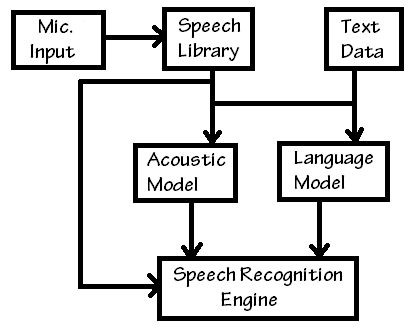 Mic.
Input
Speech
Library
Text
Data
Acoustic
Model
Language
Model
Speech Recognition
Engine